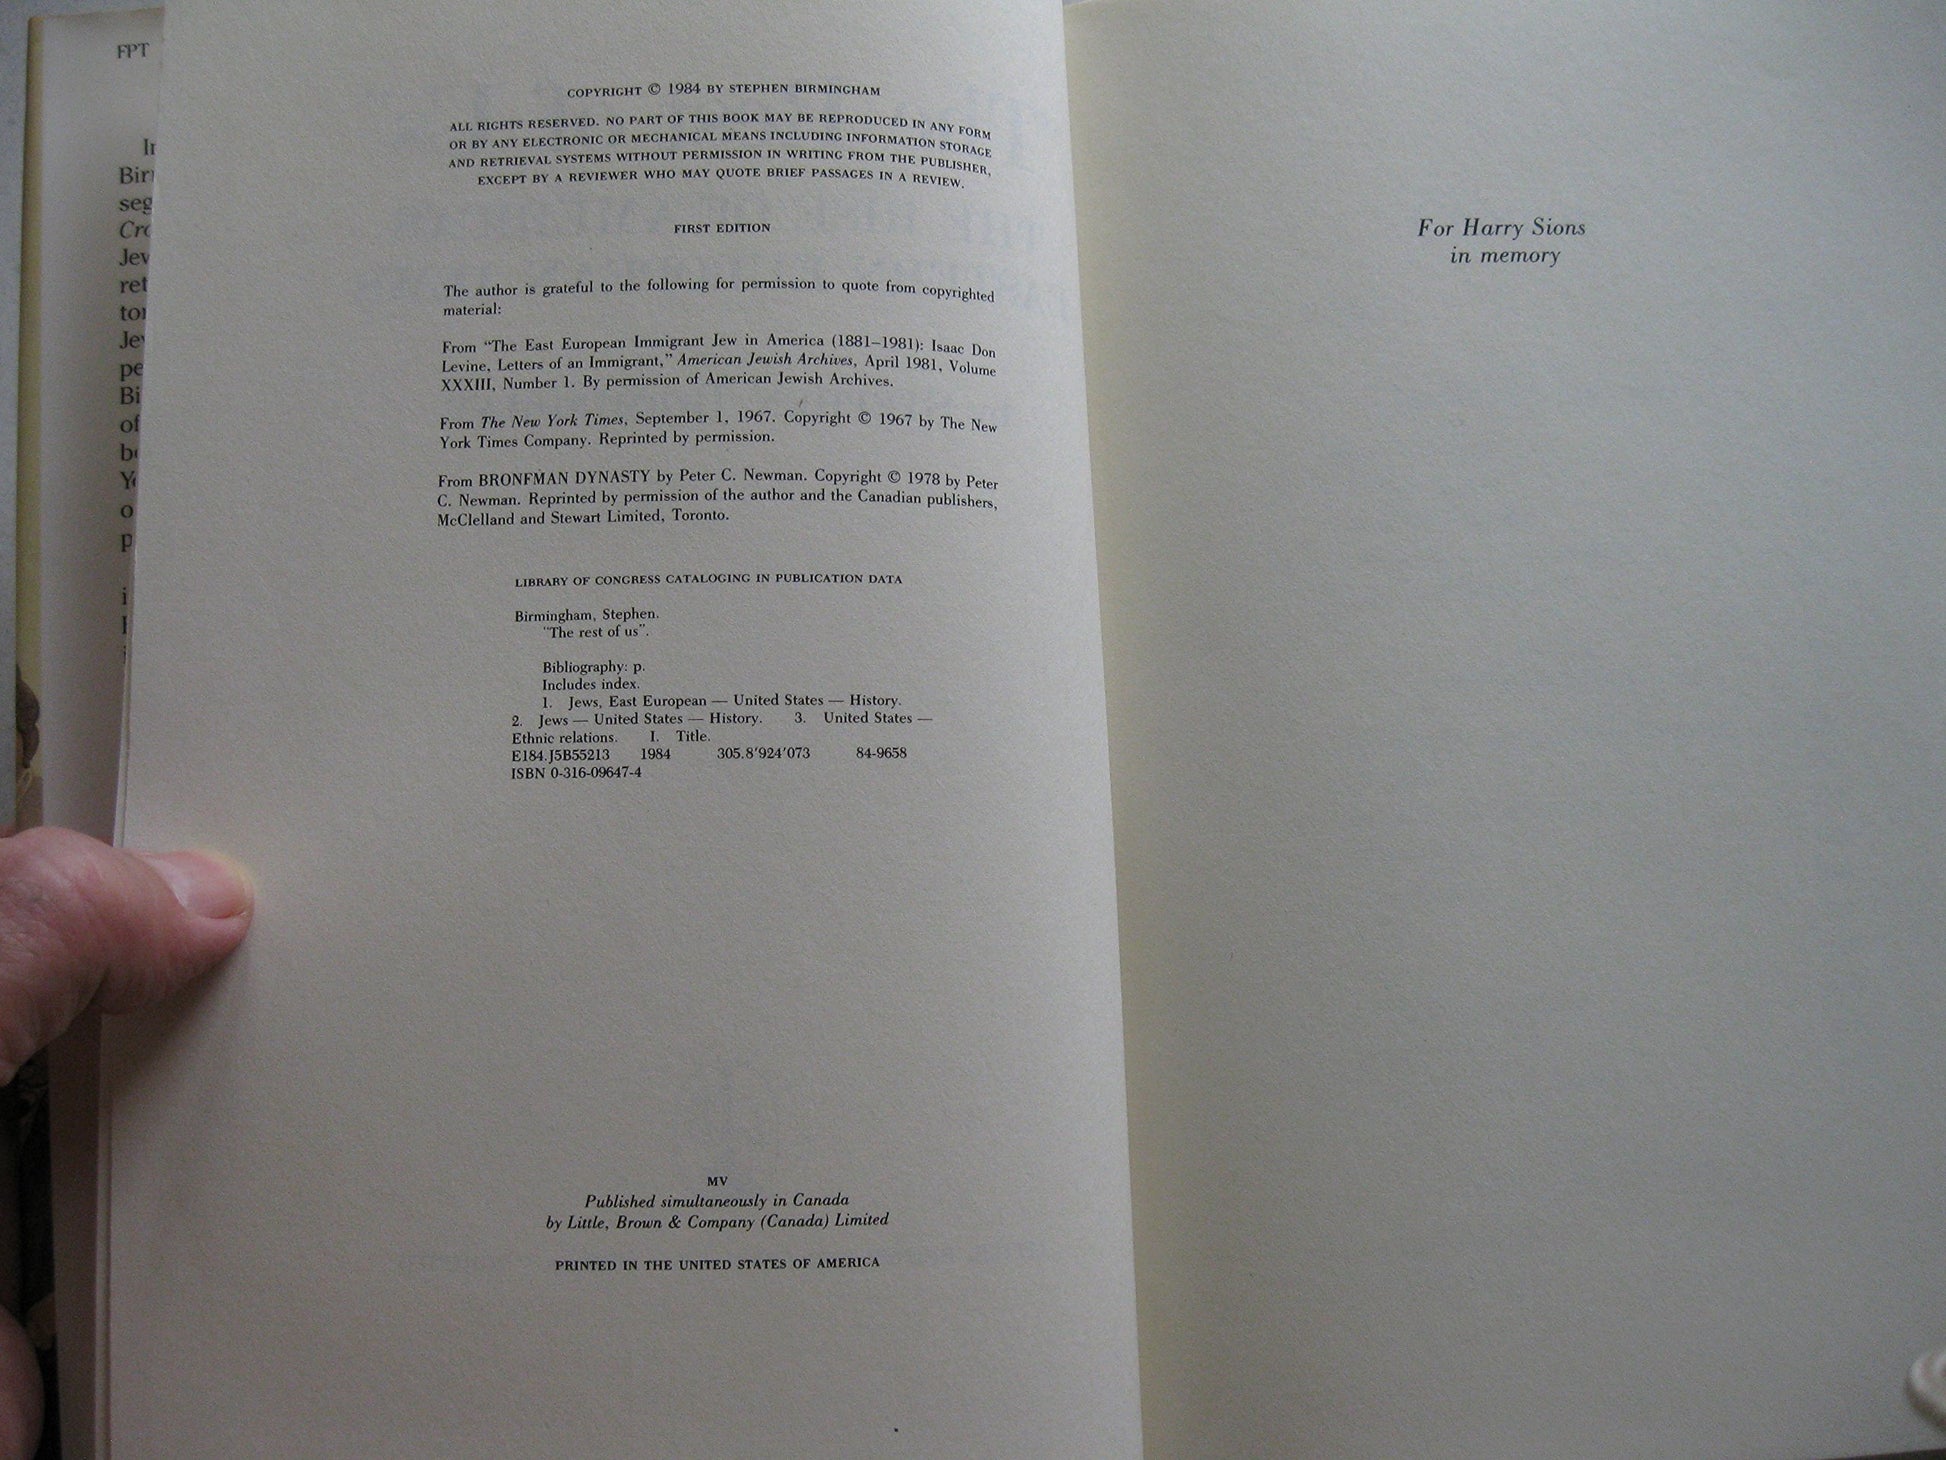 FPT
Cro
COPYRIGHT © 1984 BY STEPHEN BIRMINGHAM
ALL RIGHTS RESERVED. NO PART OF THIS BOOK MAY BE REPRODUCED IN ANY FORM
OR BY ANY ELECTRONIC OR MECHANICAL MEANS INCLUDING INFORMATION STORAGE
AND RETRIEVAL SYSTEMS WITHOUT PERMISSION IN WRITING FROM THE PUBLISHER,
EXCEPT BY A REVIEWER WHO MAY QUOTE BRIEF PASSAGES IN A REVIEW.
FIRST EDITION
The author is grateful to the following for permission to quote from copyrighted
material:
From “The East European Immigrant Jew in America (1881–1981): Isaac Don
Levine, Letters of an Immigrant,” American Jewish Archives, April 1981, Volume
XXXIII, Number 1. By permission of American Jewish Archives.
From The New York Times, September 1, 1967. Copyright © 1967 by The New
York Times Company. Reprinted by permission.
From BRONFMAN DYNASTY by Peter C. Newman. Copyright © 1978 by Peter
C. Newman. Reprinted by permission of the author and the Canadian publishers,
McClelland and Stewart Limited, Toronto.
LIBRARY OF CONGRESS CATALOGING IN PUBLICATION DATA
Birmingham, Stephen.
“The rest of us”.
Bibliography: p.
Includes index.
1. Jews, East European — United States — History.
2. Jews — United States — History. 3. United States —
Ethnic relations. I. Title.
E184.J5B55213 1984 305.8'924'073 84-9658
ISBN 0-316-09647-4
MV
Published simultaneously in Canada
by Little, Brown & Company (Canada) Limited
PRINTED IN THE UNITED STATES OF AMERICA
For Harry Sions
in memory